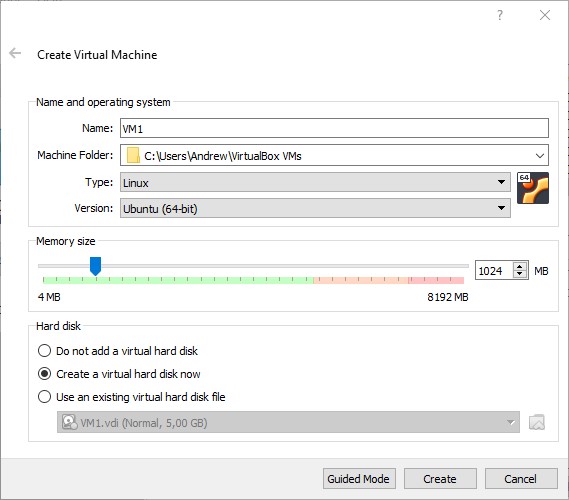 ?
Create Virtual Machine
Name and operating system
Name: VM1
Machine Folder: C:\Users\Andrew\VirtualBox VMs
Type: Linux 64
Version: Ubuntu (64-bit)
Memory size
1024 MB
4 MB 8192 MB
Hard disk
Do not add a virtual hard disk
Create a virtual hard disk now
Use an existing virtual hard disk file
VM1.vdi (Normal, 5,00 GB)
Guided Mode Create Cancel